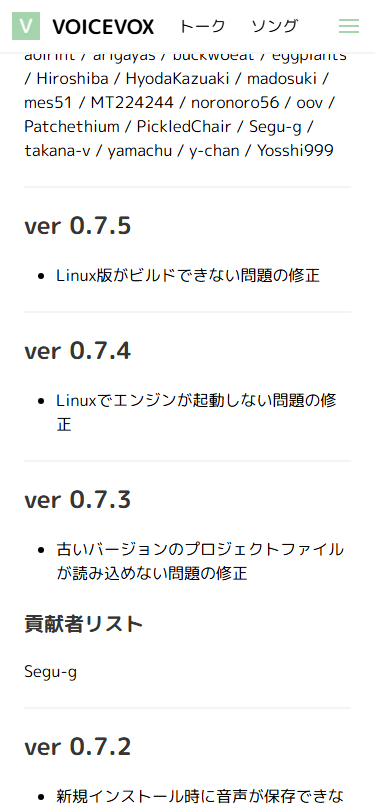 V VOICEVOX トーク ソング
aoirint / arigayas / buckwoeat / eggplants
/ Hiroshiba / HyodaKazuaki / madosuki /
mes51 / MT224244 / noronoro56 / oov /
Patchethium / PickledChair / Segu-g /
takana-v / yamachu / y-chan / Yosshi999
ver 0.7.5
• Linux版がビルドできない問題の修正
ver 0.7.4
• Linuxでエンジンが起動しない問題の修
正
ver 0.7.3
• 古いバージョンのプロジェクトファイル
が読み込めない問題の修正
貢献者リスト
Segu-g
ver 0.7.2
• 新規インストール時に音声が保存できな